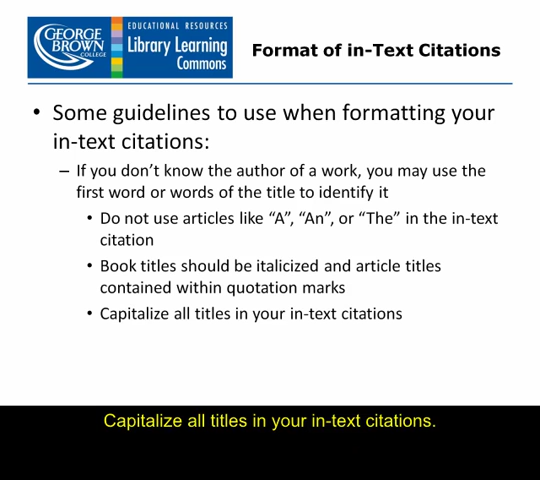 GEORGE
BROWN
COLLEGE
EDUCATIONAL RESOURCES
Library Learning
Commons
Format of in-Text Citations
• Some guidelines to use when formatting your
in-text citations:
– If you don’t know the author of a work, you may use the
first word or words of the title to identify it
• Do not use articles like “A”, “An”, or “The” in the in-text
citation
• Book titles should be italicized and article titles
contained within quotation marks
• Capitalize all titles in your in-text citations
Capitalize all titles in your in-text citations.